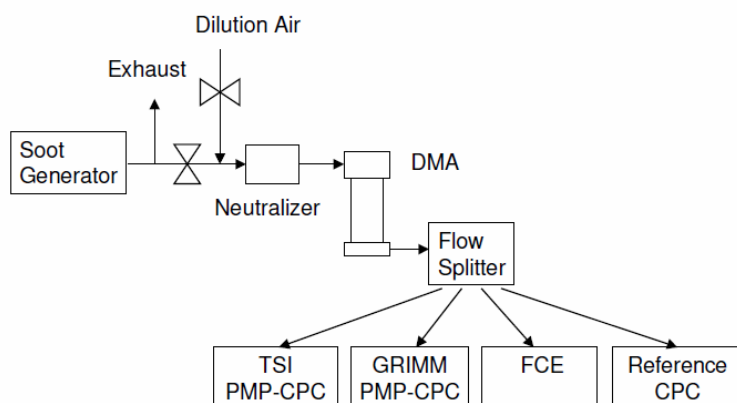 Dilution Air
Exhaust
Soot
Generator
Neutralizer
DMA
Flow
Splitter
TSI
PMP-CPC
GRIMM
PMP-CPC
FCE
Reference
CPC